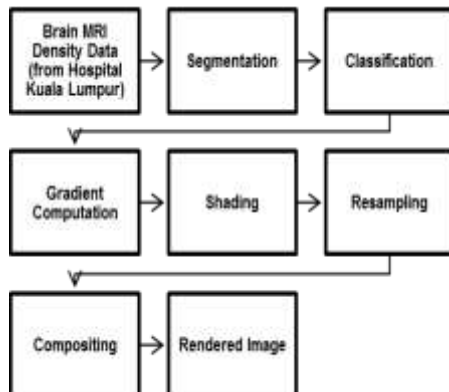 Brain MRI
Density Data
(from Hospital
Kuala Lumpur)
Segmentation
Classification
Gradient
Computation
Shading
Resampling
Compositing
Rendered Image